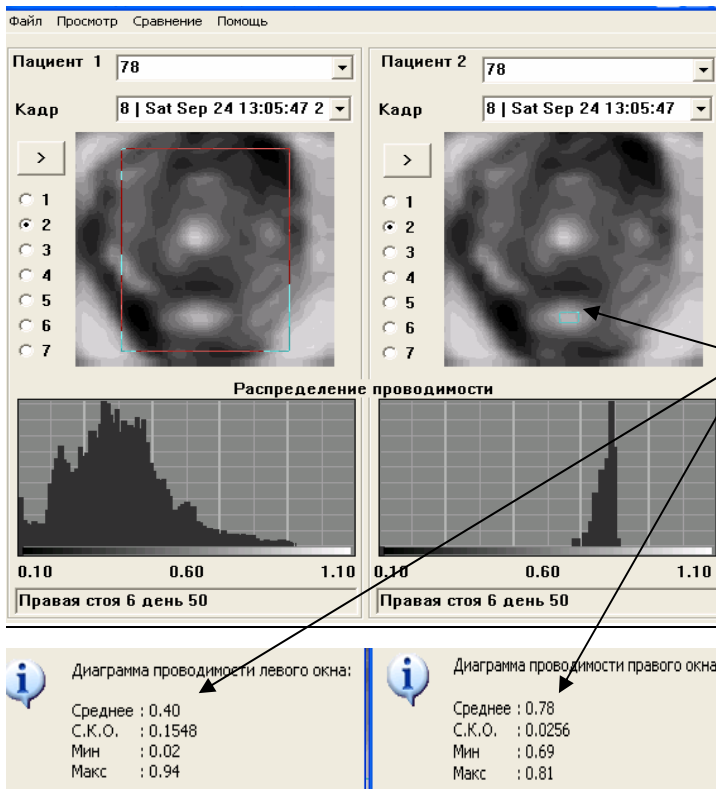 Файл Просмотр Сравнение Помощь
Пациент 1 78
Кадр 8 | Sat Sep 24 13:05:47 2
>
1
2
3
4
5
6
7
Пациент 2 78
Кадр 8 | Sat Sep 24 13:05:47
>
1
2
3
4
5
6
7
Распределение проводимости
0.10 0.60 1.10
Правая стоя 6 день 50
0.10 0.60 1.10
Правая стоя 6 день 50
Диаграмма проводимости левого окна:
Среднее : 0.40
С.К.О. : 0.1548
Мин : 0.02
Макс : 0.94
Диаграмма проводимости правого окна
Среднее : 0.78
С.К.О. : 0.0256
Мин : 0.69
Макс : 0.81